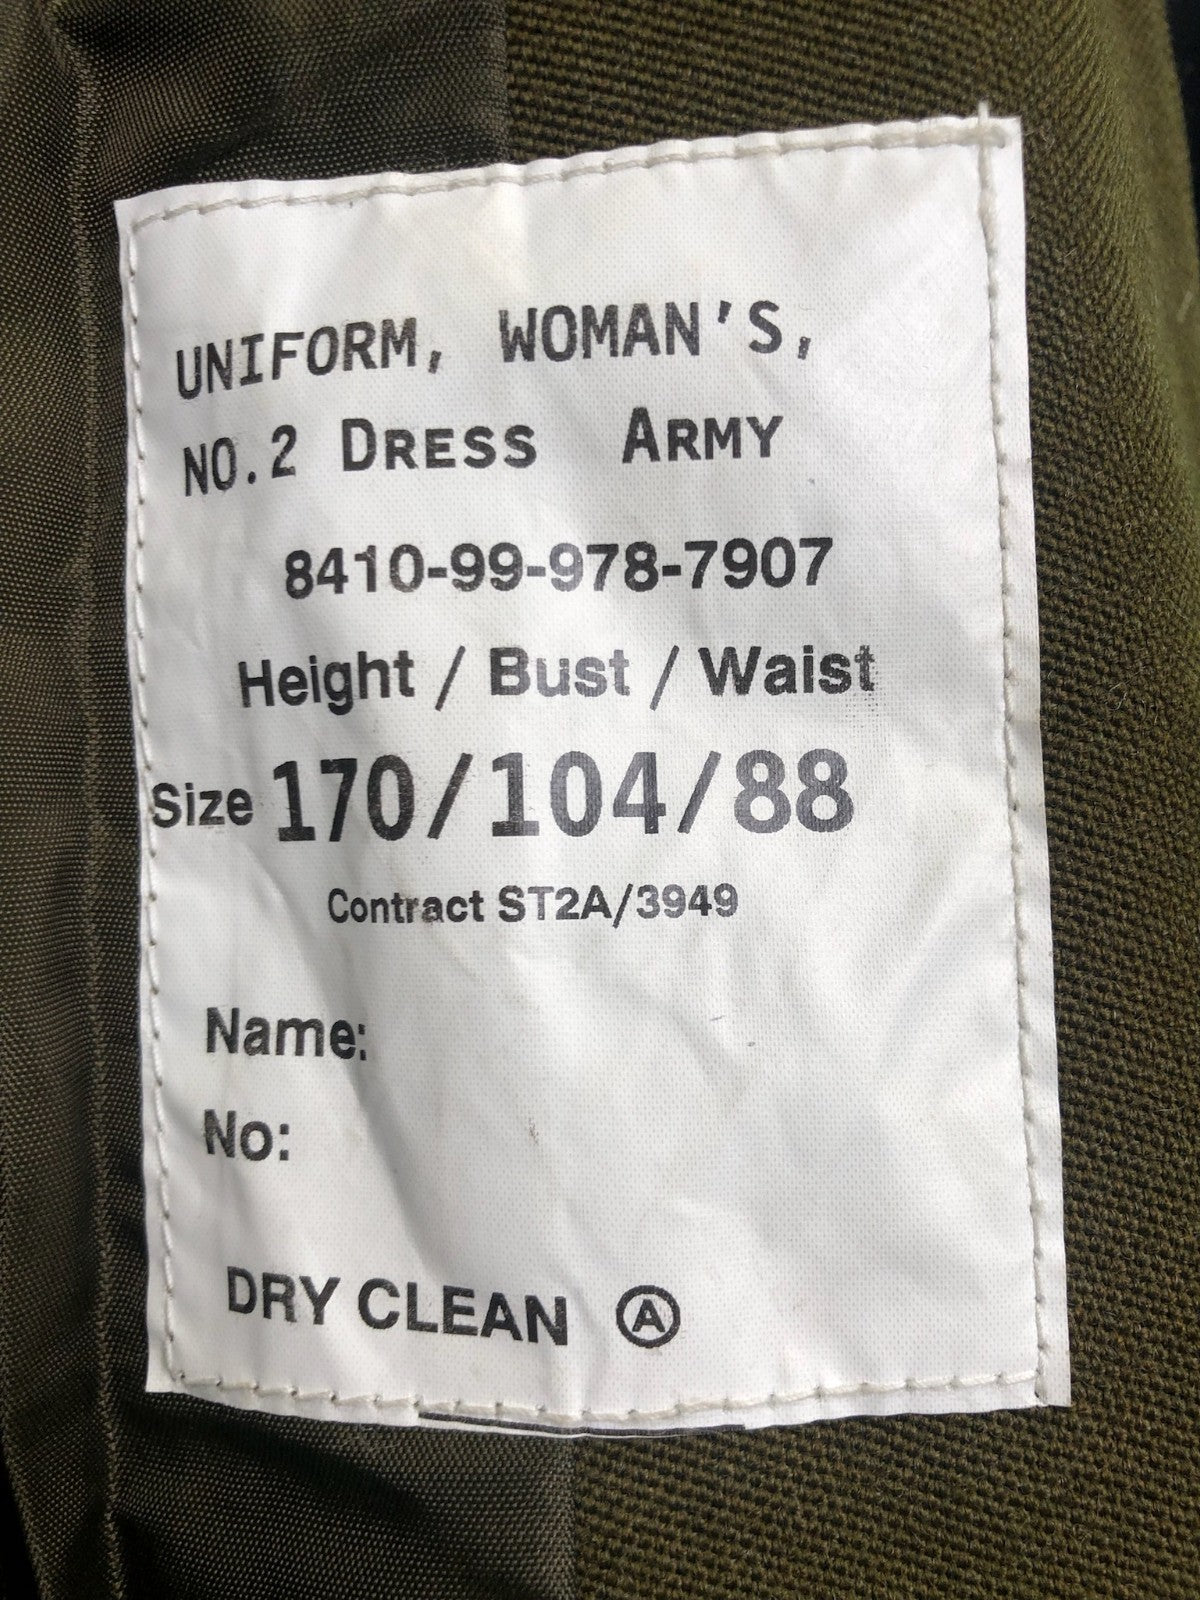 UNIFORM, WOMAN'S,
NO.2 DRESS ARMY
8410-99-978-7907
Height / Bust / Waist
Size 170/104/88
Contract ST2A/3949
Name:
No:
DRY CLEAN Ⓐ